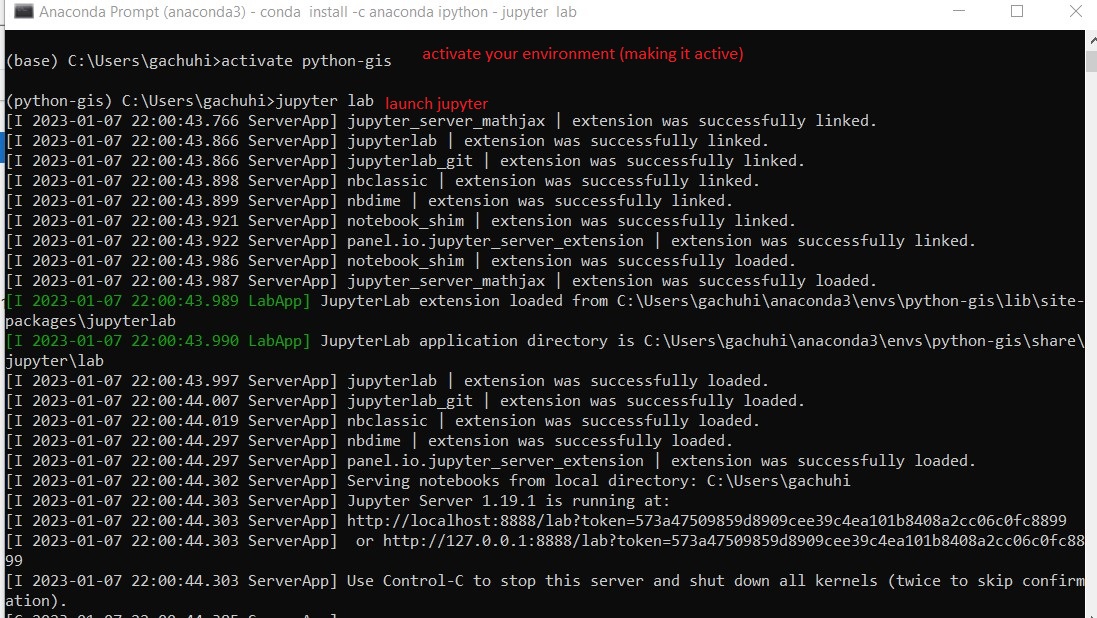 Anaconda Prompt (anaconda3) - conda  install -c anaconda ipython - jupyter  lab
(base) C:\Users\gachuhi>activate python-gis activate your environment (making it active)
(python-gis) C:\Users\gachuhi>jupyter lab launch jupyter
[I 2023-01-07 22:00:43.766 ServerApp] jupyter_server_mathjax | extension was successfully linked.
[I 2023-01-07 22:00:43.866 ServerApp] jupyterlab | extension was successfully linked.
[I 2023-01-07 22:00:43.866 ServerApp] jupyterlab_git | extension was successfully linked.
[I 2023-01-07 22:00:43.898 ServerApp] nbclassic | extension was successfully linked.
[I 2023-01-07 22:00:43.899 ServerApp] nbdime | extension was successfully linked.
[I 2023-01-07 22:00:43.921 ServerApp] notebook_shim | extension was successfully linked.
[I 2023-01-07 22:00:43.922 ServerApp] panel.io.jupyter_server_extension | extension was successfully linked.
[I 2023-01-07 22:00:43.986 ServerApp] notebook_shim | extension was successfully loaded.
[I 2023-01-07 22:00:43.987 ServerApp] jupyter_server_mathjax | extension was successfully loaded.
[I 2023-01-07 22:00:43.989 LabApp] JupyterLab extension loaded from C:\Users\gachuhi\anaconda3\envs\python-gis\lib\site-
packages\jupyterlab
[I 2023-01-07 22:00:43.990 LabApp] JupyterLab application directory is C:\Users\gachuhi\anaconda3\envs\python-gis\share\
jupyter\lab
[I 2023-01-07 22:00:43.997 ServerApp] jupyterlab | extension was successfully loaded.
[I 2023-01-07 22:00:44.007 ServerApp] jupyterlab_git | extension was successfully loaded.
[I 2023-01-07 22:00:44.019 ServerApp] nbclassic | extension was successfully loaded.
[I 2023-01-07 22:00:44.297 ServerApp] nbdime | extension was successfully loaded.
[I 2023-01-07 22:00:44.297 ServerApp] panel.io.jupyter_server_extension | extension was successfully loaded.
[I 2023-01-07 22:00:44.302 ServerApp] Serving notebooks from local directory: C:\Users\gachuhi
[I 2023-01-07 22:00:44.303 ServerApp] Jupyter Server 1.19.1 is running at:
[I 2023-01-07 22:00:44.303 ServerApp] http://localhost:8888/lab?token=573a47509859d8909cee39c4ea101b8408a2cc06c0fc8899
[I 2023-01-07 22:00:44.303 ServerApp]  or http://127.0.0.1:8888/lab?token=573a47509859d8909cee39c4ea101b8408a2cc06c0fc88
99
[I 2023-01-07 22:00:44.303 ServerApp] Use Control-C to stop this server and shut down all kernels (twice to skip confirm
ation).